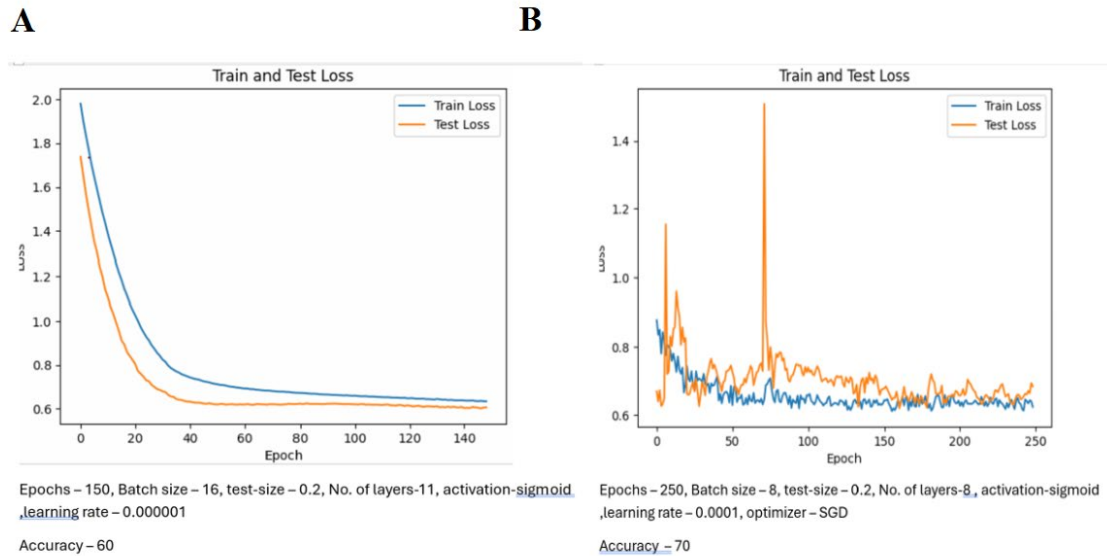 A
B
Train and Test Loss
2.0
1.8
1.6
1.4
1.2
1.0
0.8
0.6
Loss
0
20
40
60
80
100
120
140
Epoch
Train Loss
Test Loss
Epochs – 150, Batch size – 16, test-size – 0.2, No. of layers-11, activation-sigmoid
,learning rate – 0.000001
Accuracy – 60
Train and Test Loss
1.4
1.2
1.0
0.8
0.6
Loss
0
50
100
150
200
250
Epoch
Train Loss
Test Loss
Epochs – 250, Batch size – 8, test-size – 0.2, No. of layers-8 , activation-sigmoid
,learning rate – 0.0001, optimizer – SGD
Accuracy – 70